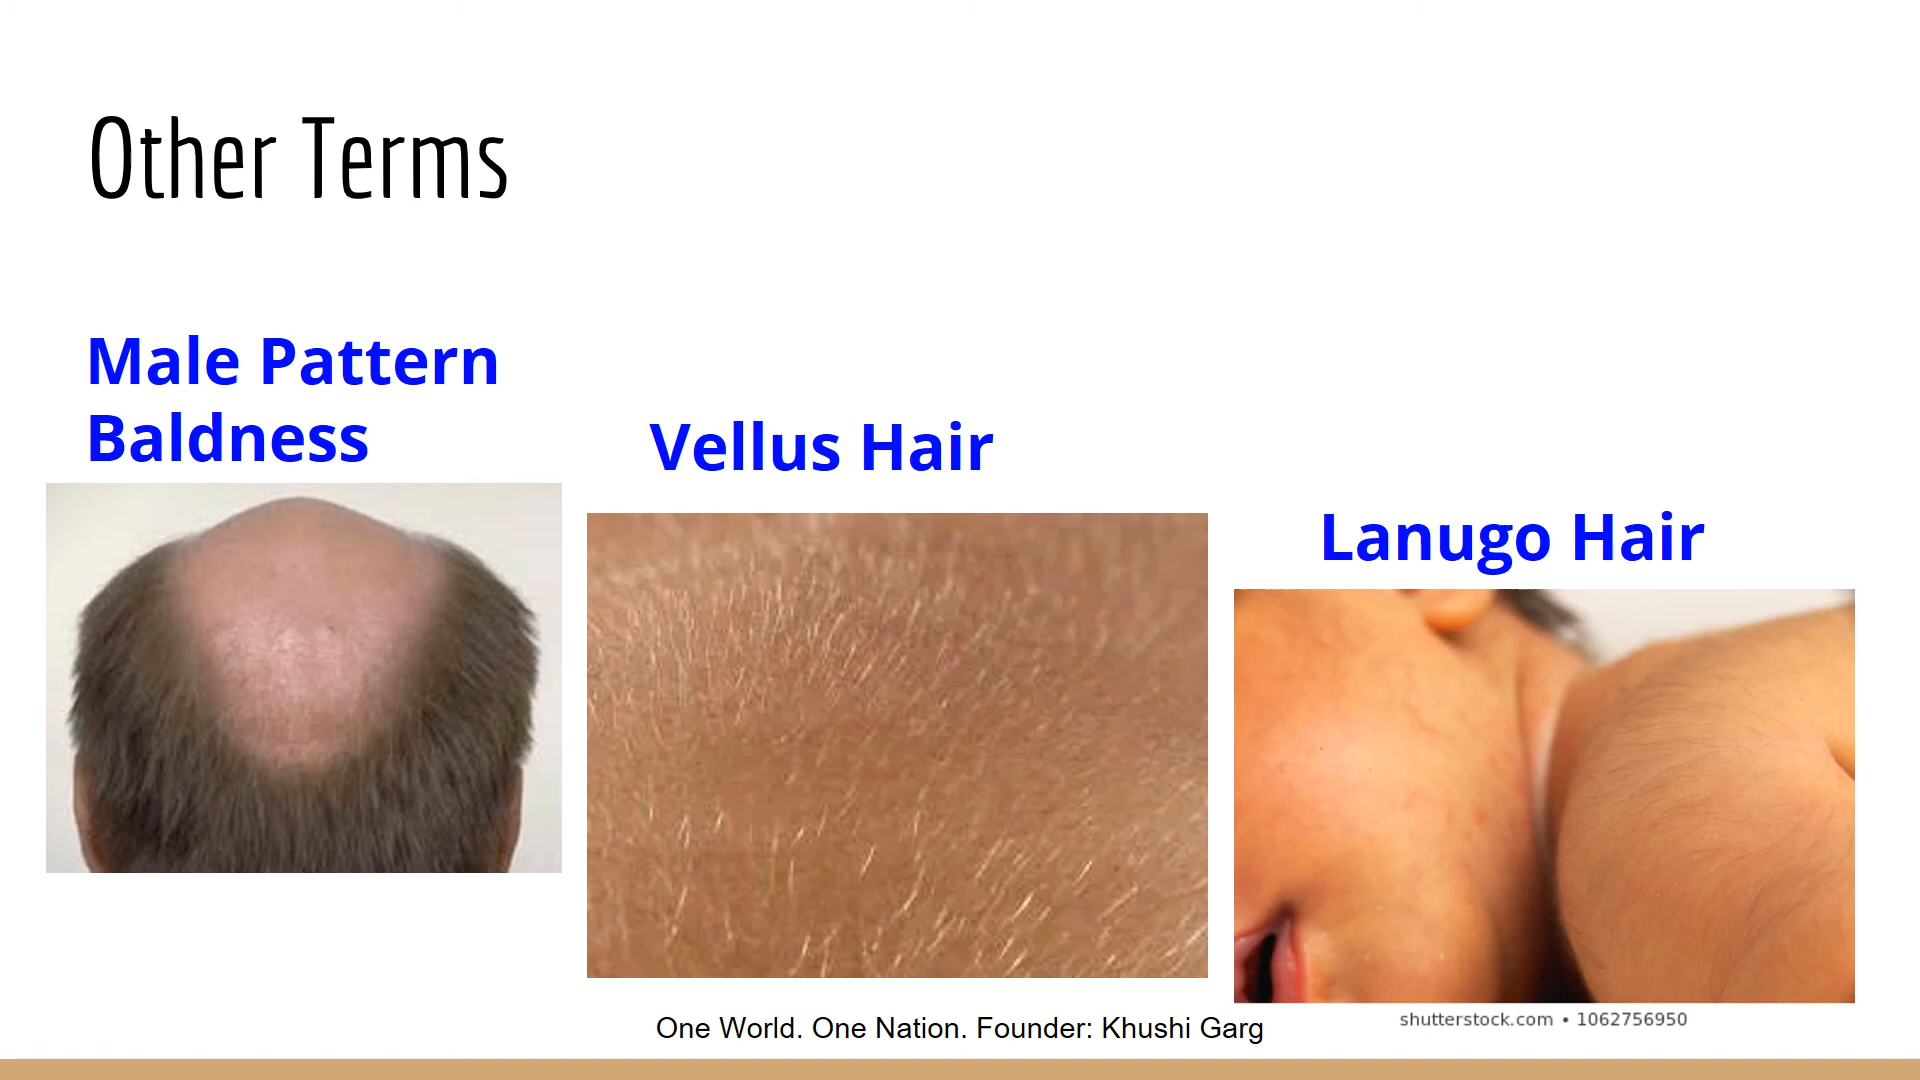 Other Terms
Male Pattern
Baldness
Vellus Hair
Lanugo Hair
shutterstock.com • 1062756950
One World. One Nation. Founder: Khushi Garg